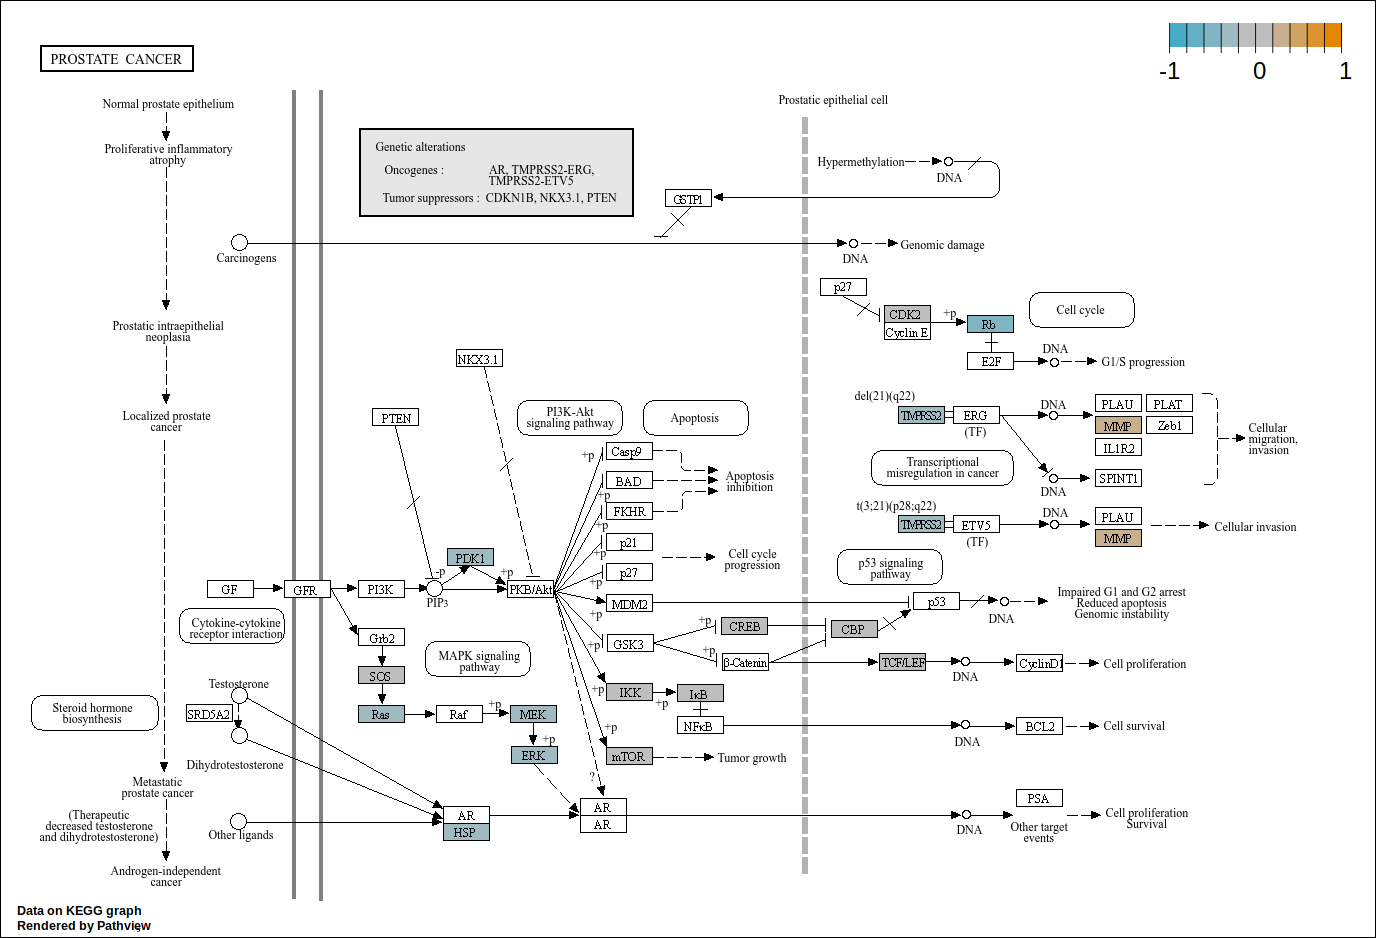 PROSTATE CANCER
-1 0 1
Normal prostate epithelium
Proliferative inflammatory
atrophy
Prostatic intraepithelial
neoplasia
Localized prostate
cancer
Metastatic
prostate cancer
(Therapeutic
decreased testosterone
and dihydrotestosterone)
Androgen-independent
cancer
Genetic alterations
Oncogenes : AR, TMPRSS2-ERG,
TMPRSS2-ETV5
Tumor suppressors : CDKN1B, NKX3.1, PTEN
Prostatic epithelial cell
Hypermethylation
DNA
GSTP1
Carcinogens
DNA
Genomic damage
p27
CDK2
Cyclin E
+p
Rb
E2F
DNA
G1/S progression
Cell cycle
NKX3.1
PTEN
PI3K-Akt
signaling pathway
Apoptosis
+p
Casp9
BAD
+p
FKHR
+p
p21
+p
p27
+p
MDM2
+p
GSK3
+p
Apoptosis
inhibition
Cell cycle
progression
del(21)(q22)
TMPRSS2
ERG
(TF)
DNA
PLAU
PLAT
MMP
Zeb1
IL1R2
SPINT1
DNA
Cellular
migration,
invasion
Transcriptional
misregulation in cancer
t(3;21)(p28;q22)
TMPRSS2
ETV5
(TF)
DNA
PLAU
MMP
Cellular invasion
p53 signaling
pathway
p53
DNA
Impaired G1 and G2 arrest
Reduced apoptosis
Genomic instability
PDK1
-p
+p
GF
GFR
PI3K
PIP3
PKB/Akt
Cytokine-cytokine
receptor interaction
Grb2
SOS
Ras
Raf
+p
MEK
+p
ERK
MAPK signaling
pathway
+p
CREB
CBP
+p
β-Catenin
TCF/LEF
DNA
CyclinD1
Cell proliferation
+p
IKK
+p
IκB
NFκB
DNA
BCL2
Cell survival
+p
mTOR
Tumor growth
?
Testosterone
SRD5A2
Steroid hormone
biosynthesis
Dihydrotestosterone
Other ligands
AR
HSP
AR
AR
DNA
PSA
Other target
events
Cell proliferation
Survival
Data on KEGG graph
Rendered by Pathview